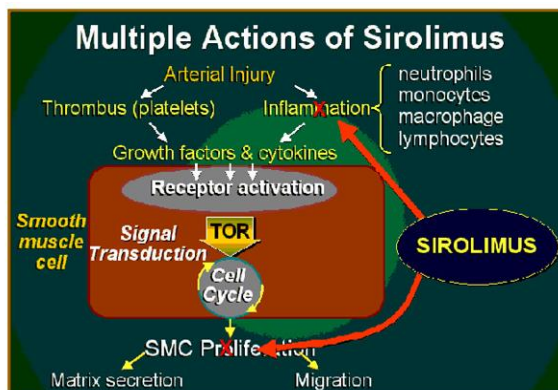 Multiple Actions of Sirolimus
Arterial Injury
Thrombus (platelets) Inflammation
neutrophils
monocytes
macrophage
lymphocytes
Growth factors & cytokines
Receptor activation
Smooth
muscle
cell
Signal
Transduction
TOR
Cell
Cycle
SIROLIMUS
SMC Proliferation
Matrix secretion Migration